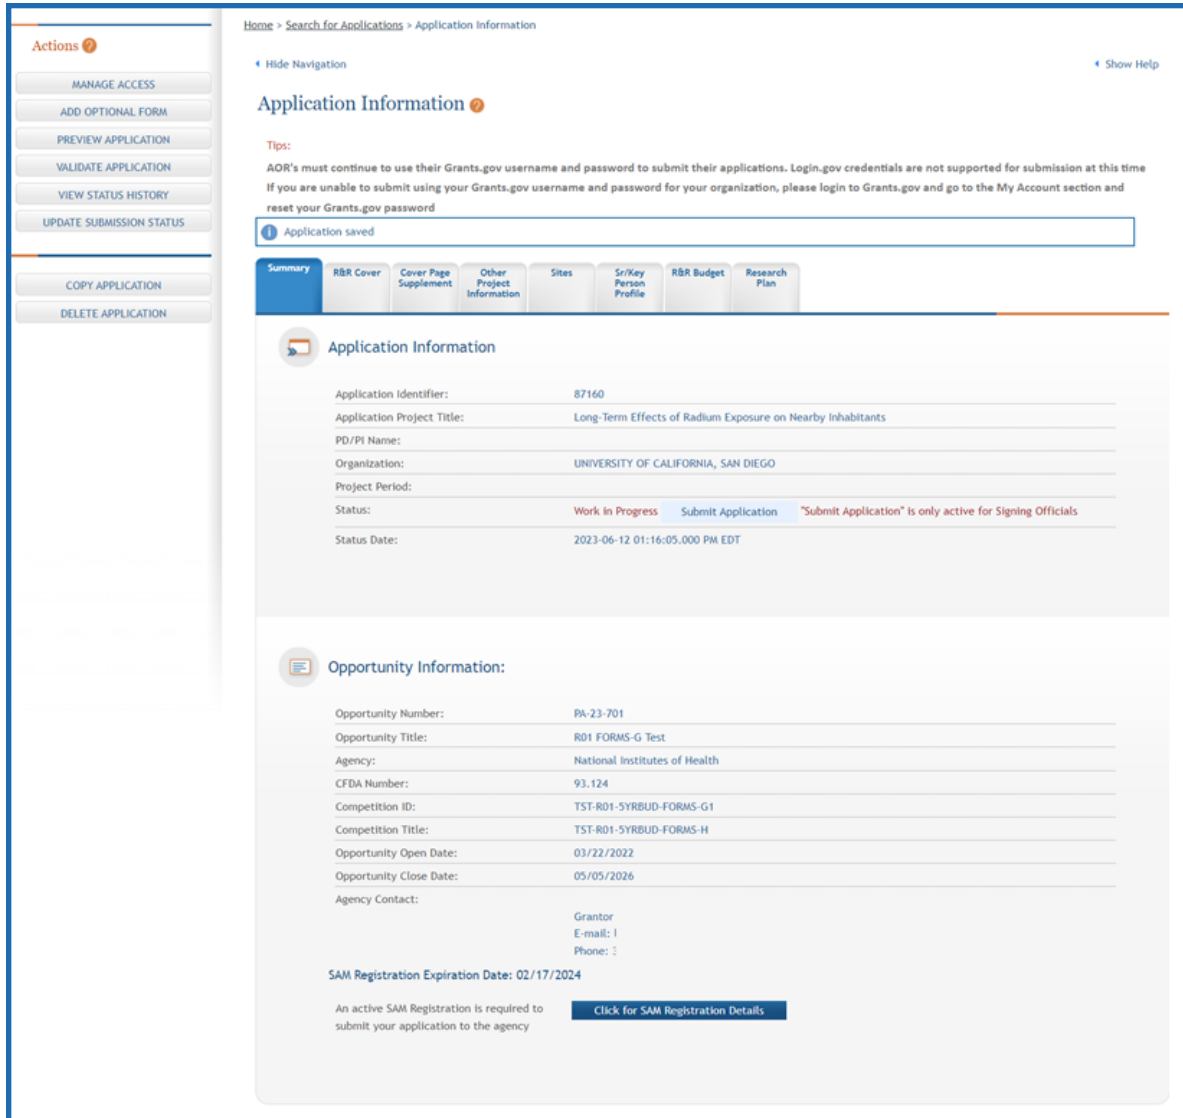 Home > Search for Applications > Application Information
Actions
Hide Navigation
Show Help
MANAGE ACCESS
ADD OPTIONAL FORM
PREVIEW APPLICATION
VALIDATE APPLICATION
VIEW STATUS HISTORY
UPDATE SUBMISSION STATUS
COPY APPLICATION
DELETE APPLICATION
Application Information
Tips:
AOR's must continue to use their Grants.gov username and password to submit their applications. Login.gov credentials are not supported for submission at this time
If you are unable to submit using your Grants.gov username and password for your organization, please login to Grants.gov and go to the My Account section and
reset your Grants.gov password
Application saved
Summary
R&R Cover
Cover Page
Supplement
Other
Project
Information
Sites
Sr/Key
Person
Profile
R&R Budget
Research
Plan
Application Information
Application Identifier: 87160
Application Project Title: Long-Term Effects of Radium Exposure on Nearby Inhabitants
PD/PI Name:
Organization: UNIVERSITY OF CALIFORNIA, SAN DIEGO
Project Period:
Status: Work in Progress Submit Application "Submit Application" is only active for Signing Officials
Status Date: 2023-06-12 01:16:05.000 PM EDT
Opportunity Information:
Opportunity Number: PA-23-701
Opportunity Title: R01 FORMS-G Test
Agency: National Institutes of Health
CFDA Number: 93.124
Competition ID: TST-R01-5YRBUD-FORMS-G1
Competition Title: TST-R01-5YRBUD-FORMS-H
Opportunity Open Date: 03/22/2022
Opportunity Close Date: 05/05/2026
Agency Contact:
Grantor
E-mail:
Phone:
SAM Registration Expiration Date: 02/17/2024
An active SAM Registration is required to
submit your application to the agency
Click for SAM Registration Details